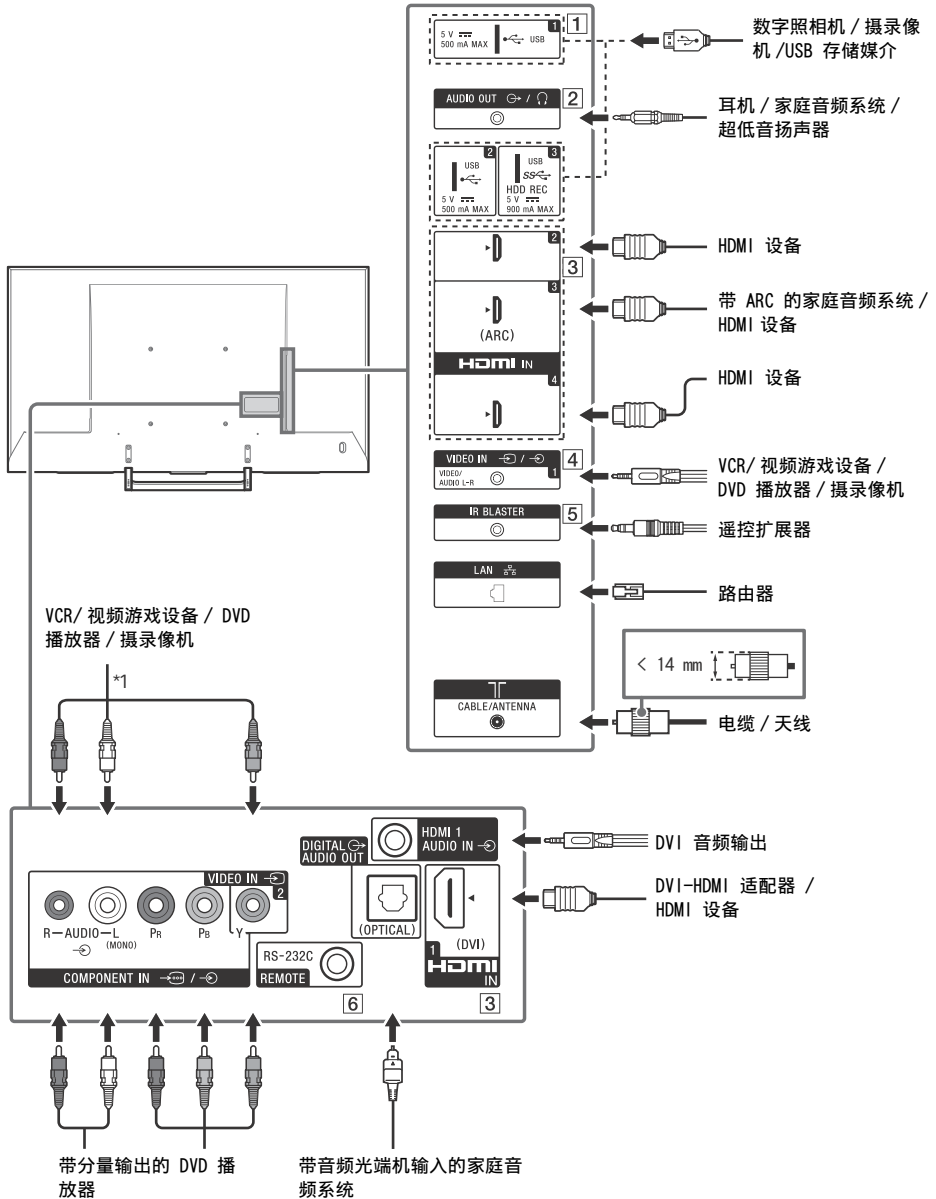 1
5 V
500 mA MAX
USB
1
数字照相机 / 摄录像
机 /USB 存储媒介
AUDIO OUT /
2
耳机 / 家庭音频系统 /
超低音扬声器
2
USB
5 V
500 mA MAX
3
USB
SS
HDD REC
5 V
900 mA MAX
2
3
HDMI 设备
3
(ARC)
带 ARC 的家庭音频系统 /
HDMI 设备
HDMI IN
4
HDMI 设备
VIDEO IN /
4
VIDEO/
AUDIO L-R
1
VCR/ 视频游戏设备 /
DVD 播放器 / 摄录像机
IR BLASTER
5
遥控扩展器
LAN
路由器
< 14 mm
CABLE/ANTENNA
电缆 / 天线
VCR/ 视频游戏设备 / DVD
播放器 / 摄录像机
*1
HDMI 1
AUDIO IN
DVI 音频输出
DIGITAL
AUDIO OUT
(OPTICAL)
VIDEO IN
2
R—AUDIO—L
(MONO)
PR
PB
Y
COMPONENT IN /
RS-232C
REMOTE
6
(DVI)
1
HDMI
IN
3
DVI-HDMI 适配器 /
HDMI 设备
带分量输出的 DVD 播
放器
带音频光端机输入的家庭音
频系统